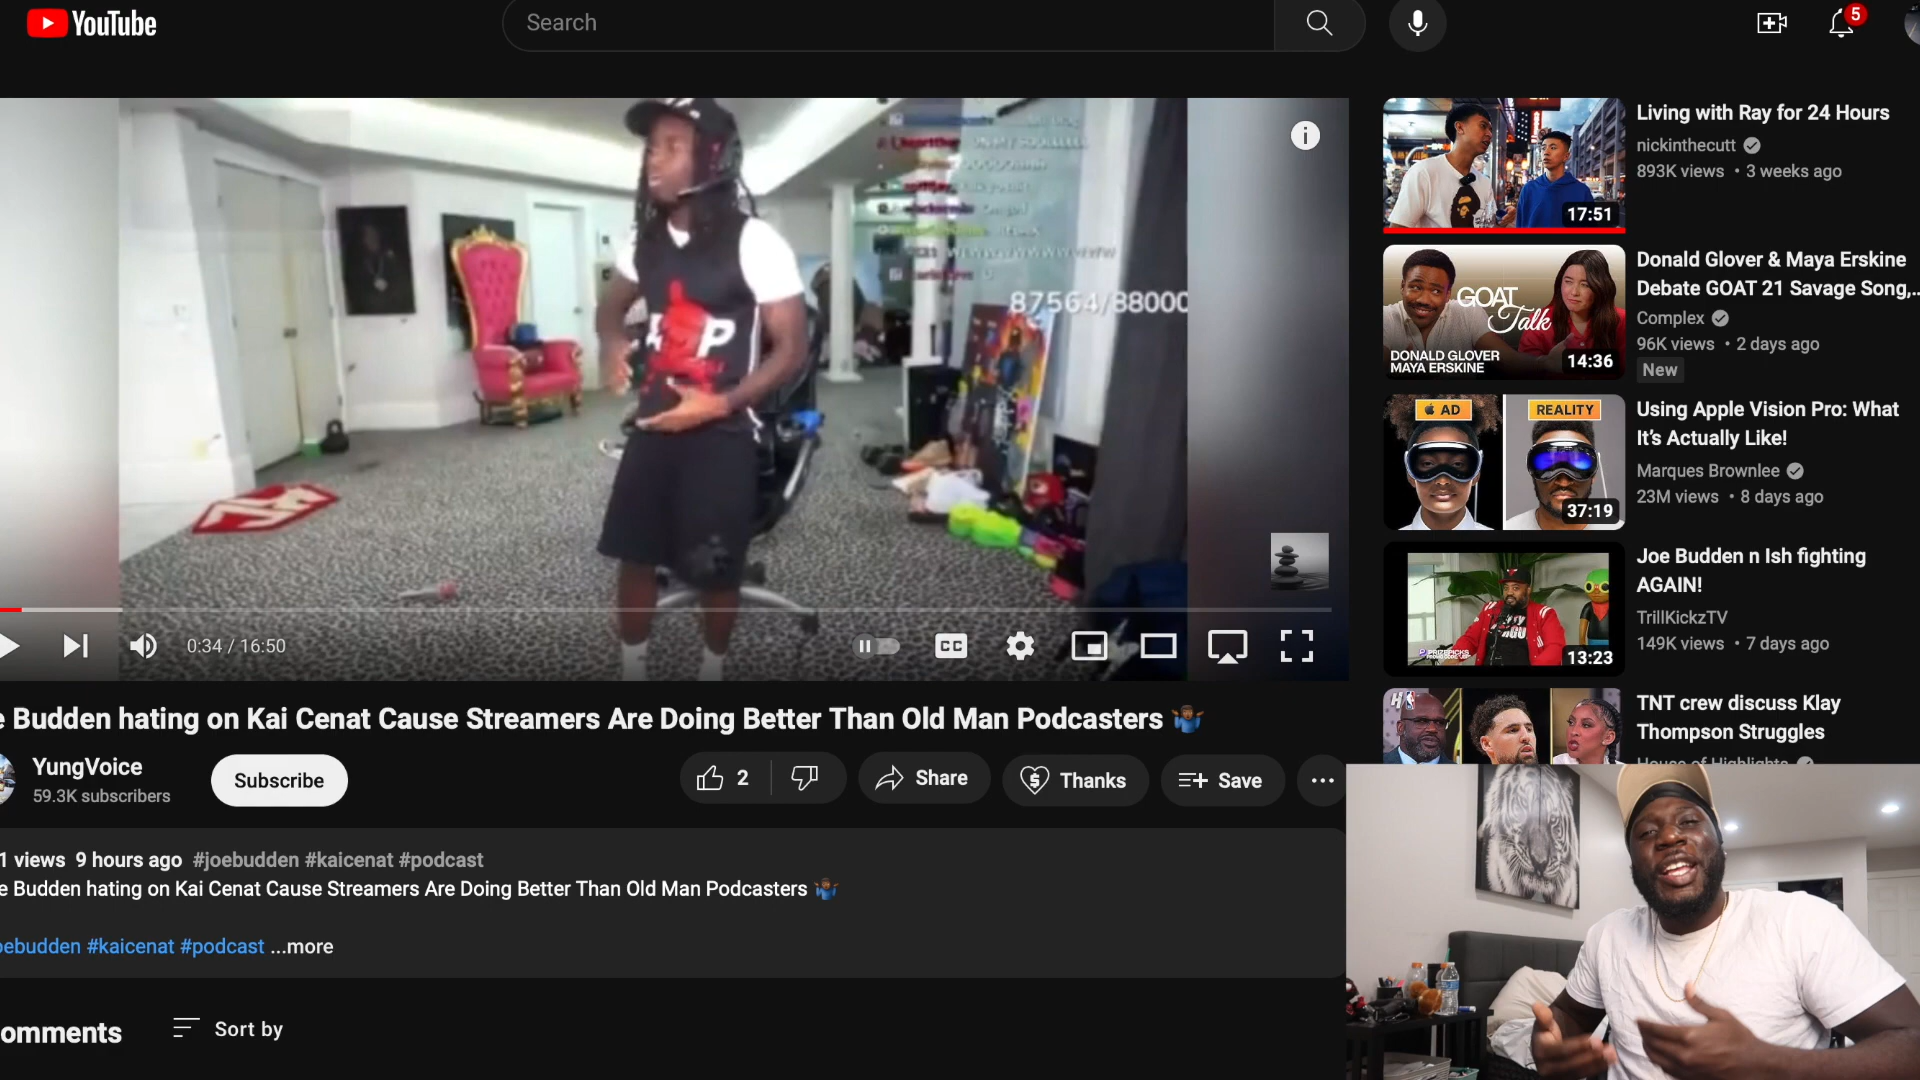 YouTube
Search
5
87564/88000
0:34 / 16:50
CC
e Budden hating on Kai Cenat Cause Streamers Are Doing Better Than Old Man Podcasters 🤷🏾‍♂️
YungVoice
59.3K subscribers
Subscribe
2
Share
Thanks
Save
1 views 9 hours ago #joebudden #kaicenat #podcast
e Budden hating on Kai Cenat Cause Streamers Are Doing Better Than Old Man Podcasters 🤷🏾‍♂️
oebudden #kaicenat #podcast ...more
omments
Sort by
17:51
Living with Ray for 24 Hours
nickinthecutt
893K views • 3 weeks ago
GOAT
Talk
DONALD GLOVER
MAYA ERSKINE
14:36
Donald Glover & Maya Erskine
Debate GOAT 21 Savage Song,...
Complex
96K views • 2 days ago
New
AD
REALITY
37:19
Using Apple Vision Pro: What
It's Actually Like!
Marques Brownlee
23M views • 8 days ago
PRIZEPICKS
13:23
Joe Budden n Ish fighting
AGAIN!
TrillKickzTV
149K views • 7 days ago
TNT crew discuss Klay
Thompson Struggles
House of Highlights